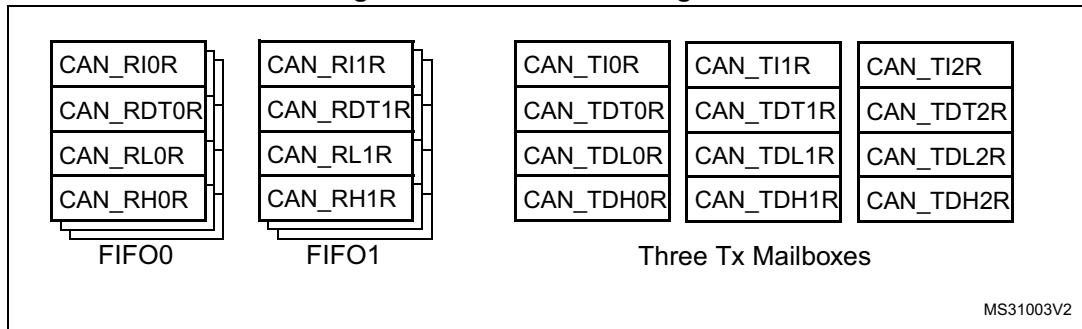 CAN_RI0R
CAN_RDT0R
CAN_RL0R
CAN_RH0R
FIFO0
CAN_RI1R
CAN_RDT1R
CAN_RL1R
CAN_RH1R
FIFO1
CAN_TI0R
CAN_TDT0R
CAN_TDL0R
CAN_TDH0R
CAN_TI1R
CAN_TDT1R
CAN_TDL1R
CAN_TDH1R
CAN_TI2R
CAN_TDT2R
CAN_TDL2R
CAN_TDH2R
Three Tx Mailboxes
MS31003V2